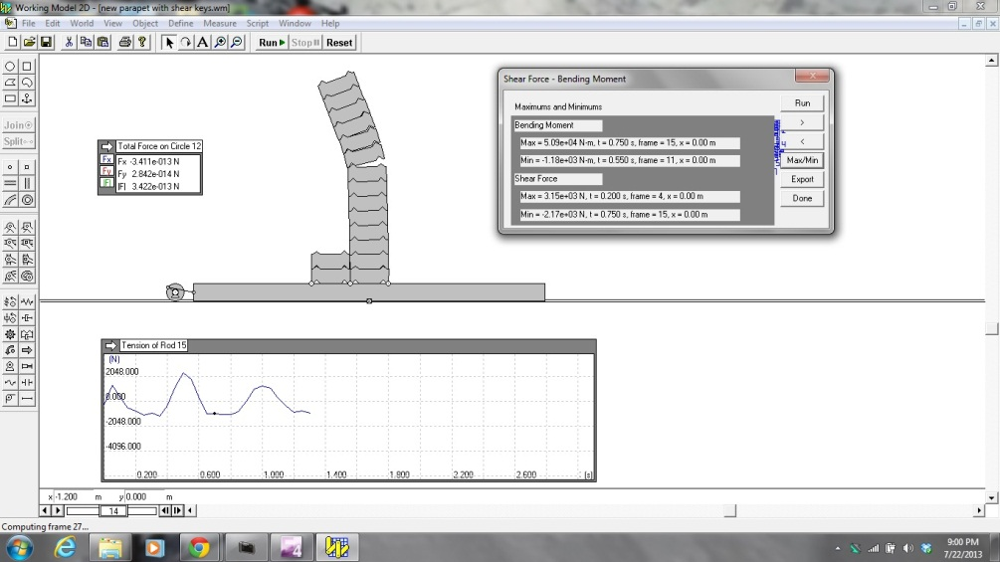 Working Model 2D - [new parapet with shear keys.wm]
File Edit World View Object Define Measure Script Window Help
Run Stop Reset
A
Join
Split
Total Force on Circle 12
Fx Fx -3.411e-013 N
Fy Fy 2.842e-014 N
|F| |F| 3.422e-013 N
Shear Force - Bending Moment
Maximums and Minimums
Bending Moment
Max = 5.09e+04 N-m, t = 0.750 s, frame = 15, x = 0.00 m
Min = -1.18e+03 N-m, t = 0.550 s, frame = 11, x = 0.00 m
Shear Force
Max = 3.15e+03 N, t = 0.200 s, frame = 4, x = 0.00 m
Min = -2.17e+03 N, t = 0.750 s, frame = 15, x = 0.00 m
Run
>
<
Max/Min
Export
Done
Tension of Rod 15
(N)
2048.000
0.000
-2048.000
-4096.000
0.200 0.600 1.000 1.400 1.800 2.200 2.600 (s)
x -1.200 m y 0.000 m
14
Computing frame 27...
9:00 PM
7/22/2013